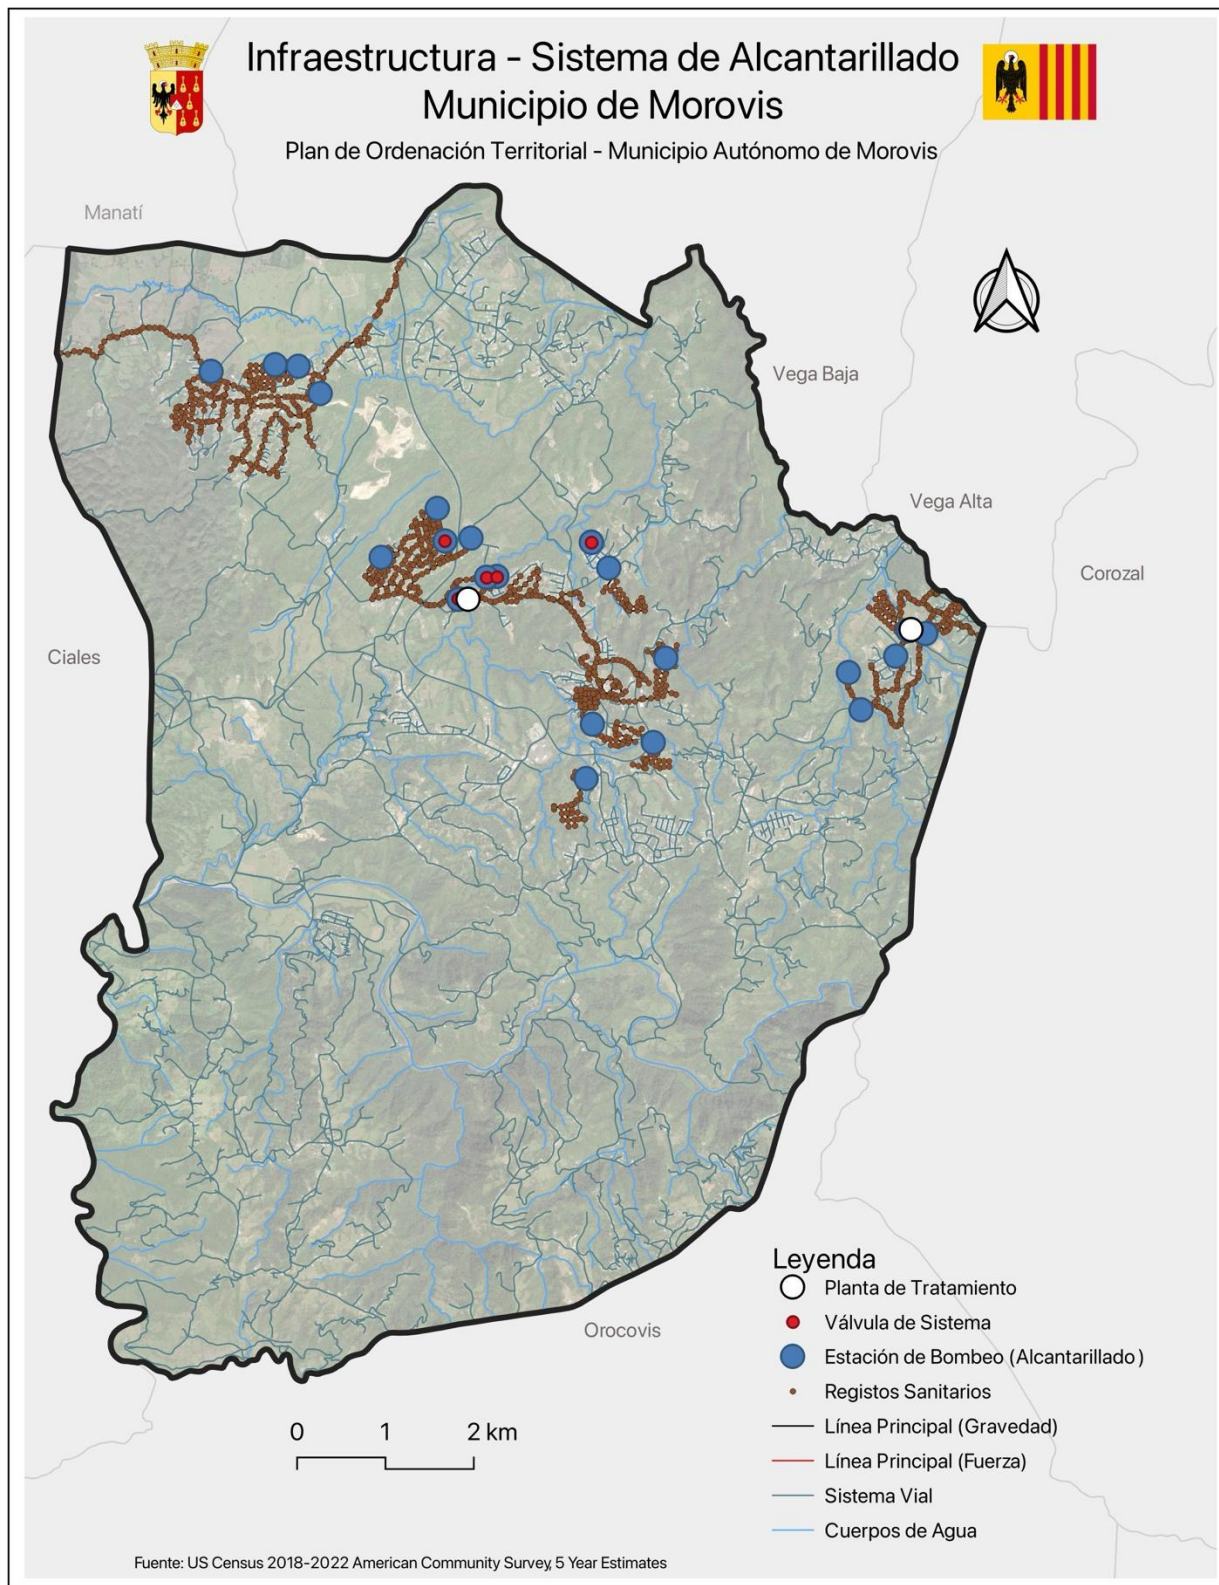 Infraestructura - Sistema de Alcantarillado
Municipio de Morovis
Plan de Ordenación Territorial - Municipio Autónomo de Morovis
Manatí
Vega Baja
Vega Alta
Corozal
Ciales
Orocovis
Leyenda
Planta de Tratamiento
Válvula de Sistema
Estación de Bombeo (Alcantarillado)
Registos Sanitarios
Línea Principal (Gravedad)
Línea Principal (Fuerza)
Sistema Vial
Cuerpos de Agua
0 1 2 km
Fuente: US Census 2018-2022 American Community Survey, 5 Year Estimates